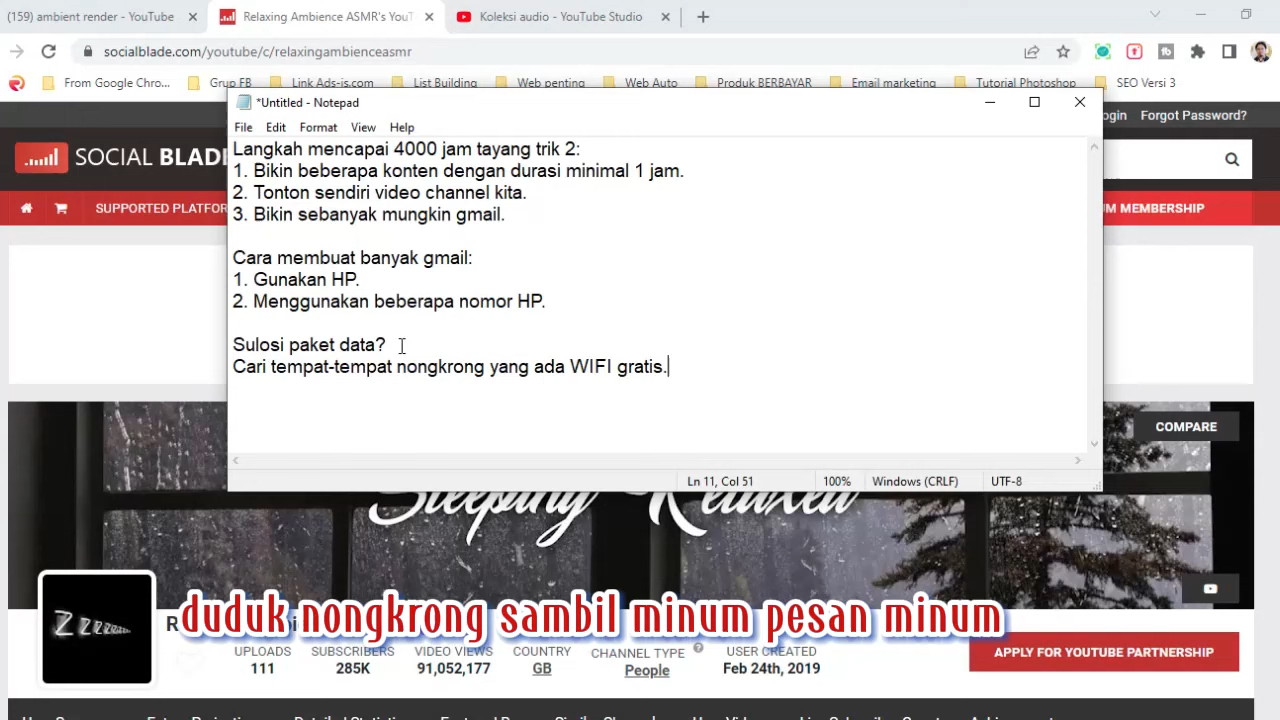 (159) ambient render - YouTube
Relaxing Ambience ASMR's YouT
Koleksi audio - YouTube Studio
socialblade.com/youtube/c/relaxingambienceasmr
From Google Chro...
Grup FB
Link Ads-is.com
List Building
Web penting
Web Auto
Produk BERBAYAR
Email marketing
Tutorial Photoshop
SEO Versi 3
*Untitled - Notepad
ogin Forgot Password?
File Edit Format View Help
SOCIAL BLADE
SUPPORTED PLATFOR
M MEMBERSHIP
Langkah mencapai 4000 jam tayang trik 2:
1. Bikin beberapa konten dengan durasi minimal 1 jam.
2. Tonton sendiri video channel kita.
3. Bikin sebanyak mungkin gmail.
Cara membuat banyak gmail:
1. Gunakan HP.
2. Menggunakan beberapa nomor HP.
Sulosi paket data?
Cari tempat-tempat nongkrong yang ada WIFI gratis.
COMPARE
Ln 11, Col 51
100%
Windows (CRLF)
UTF-8
Sleeping Relaxed
Zzzzzz
duduk nongkrong sambil minum pesan minum
UPLOADS
111
SUBSCRIBERS
285K
VIDEO VIEWS
91,052,177
COUNTRY
GB
CHANNEL TYPE
People
USER CREATED
Feb 24th, 2019
APPLY FOR YOUTUBE PARTNERSHIP